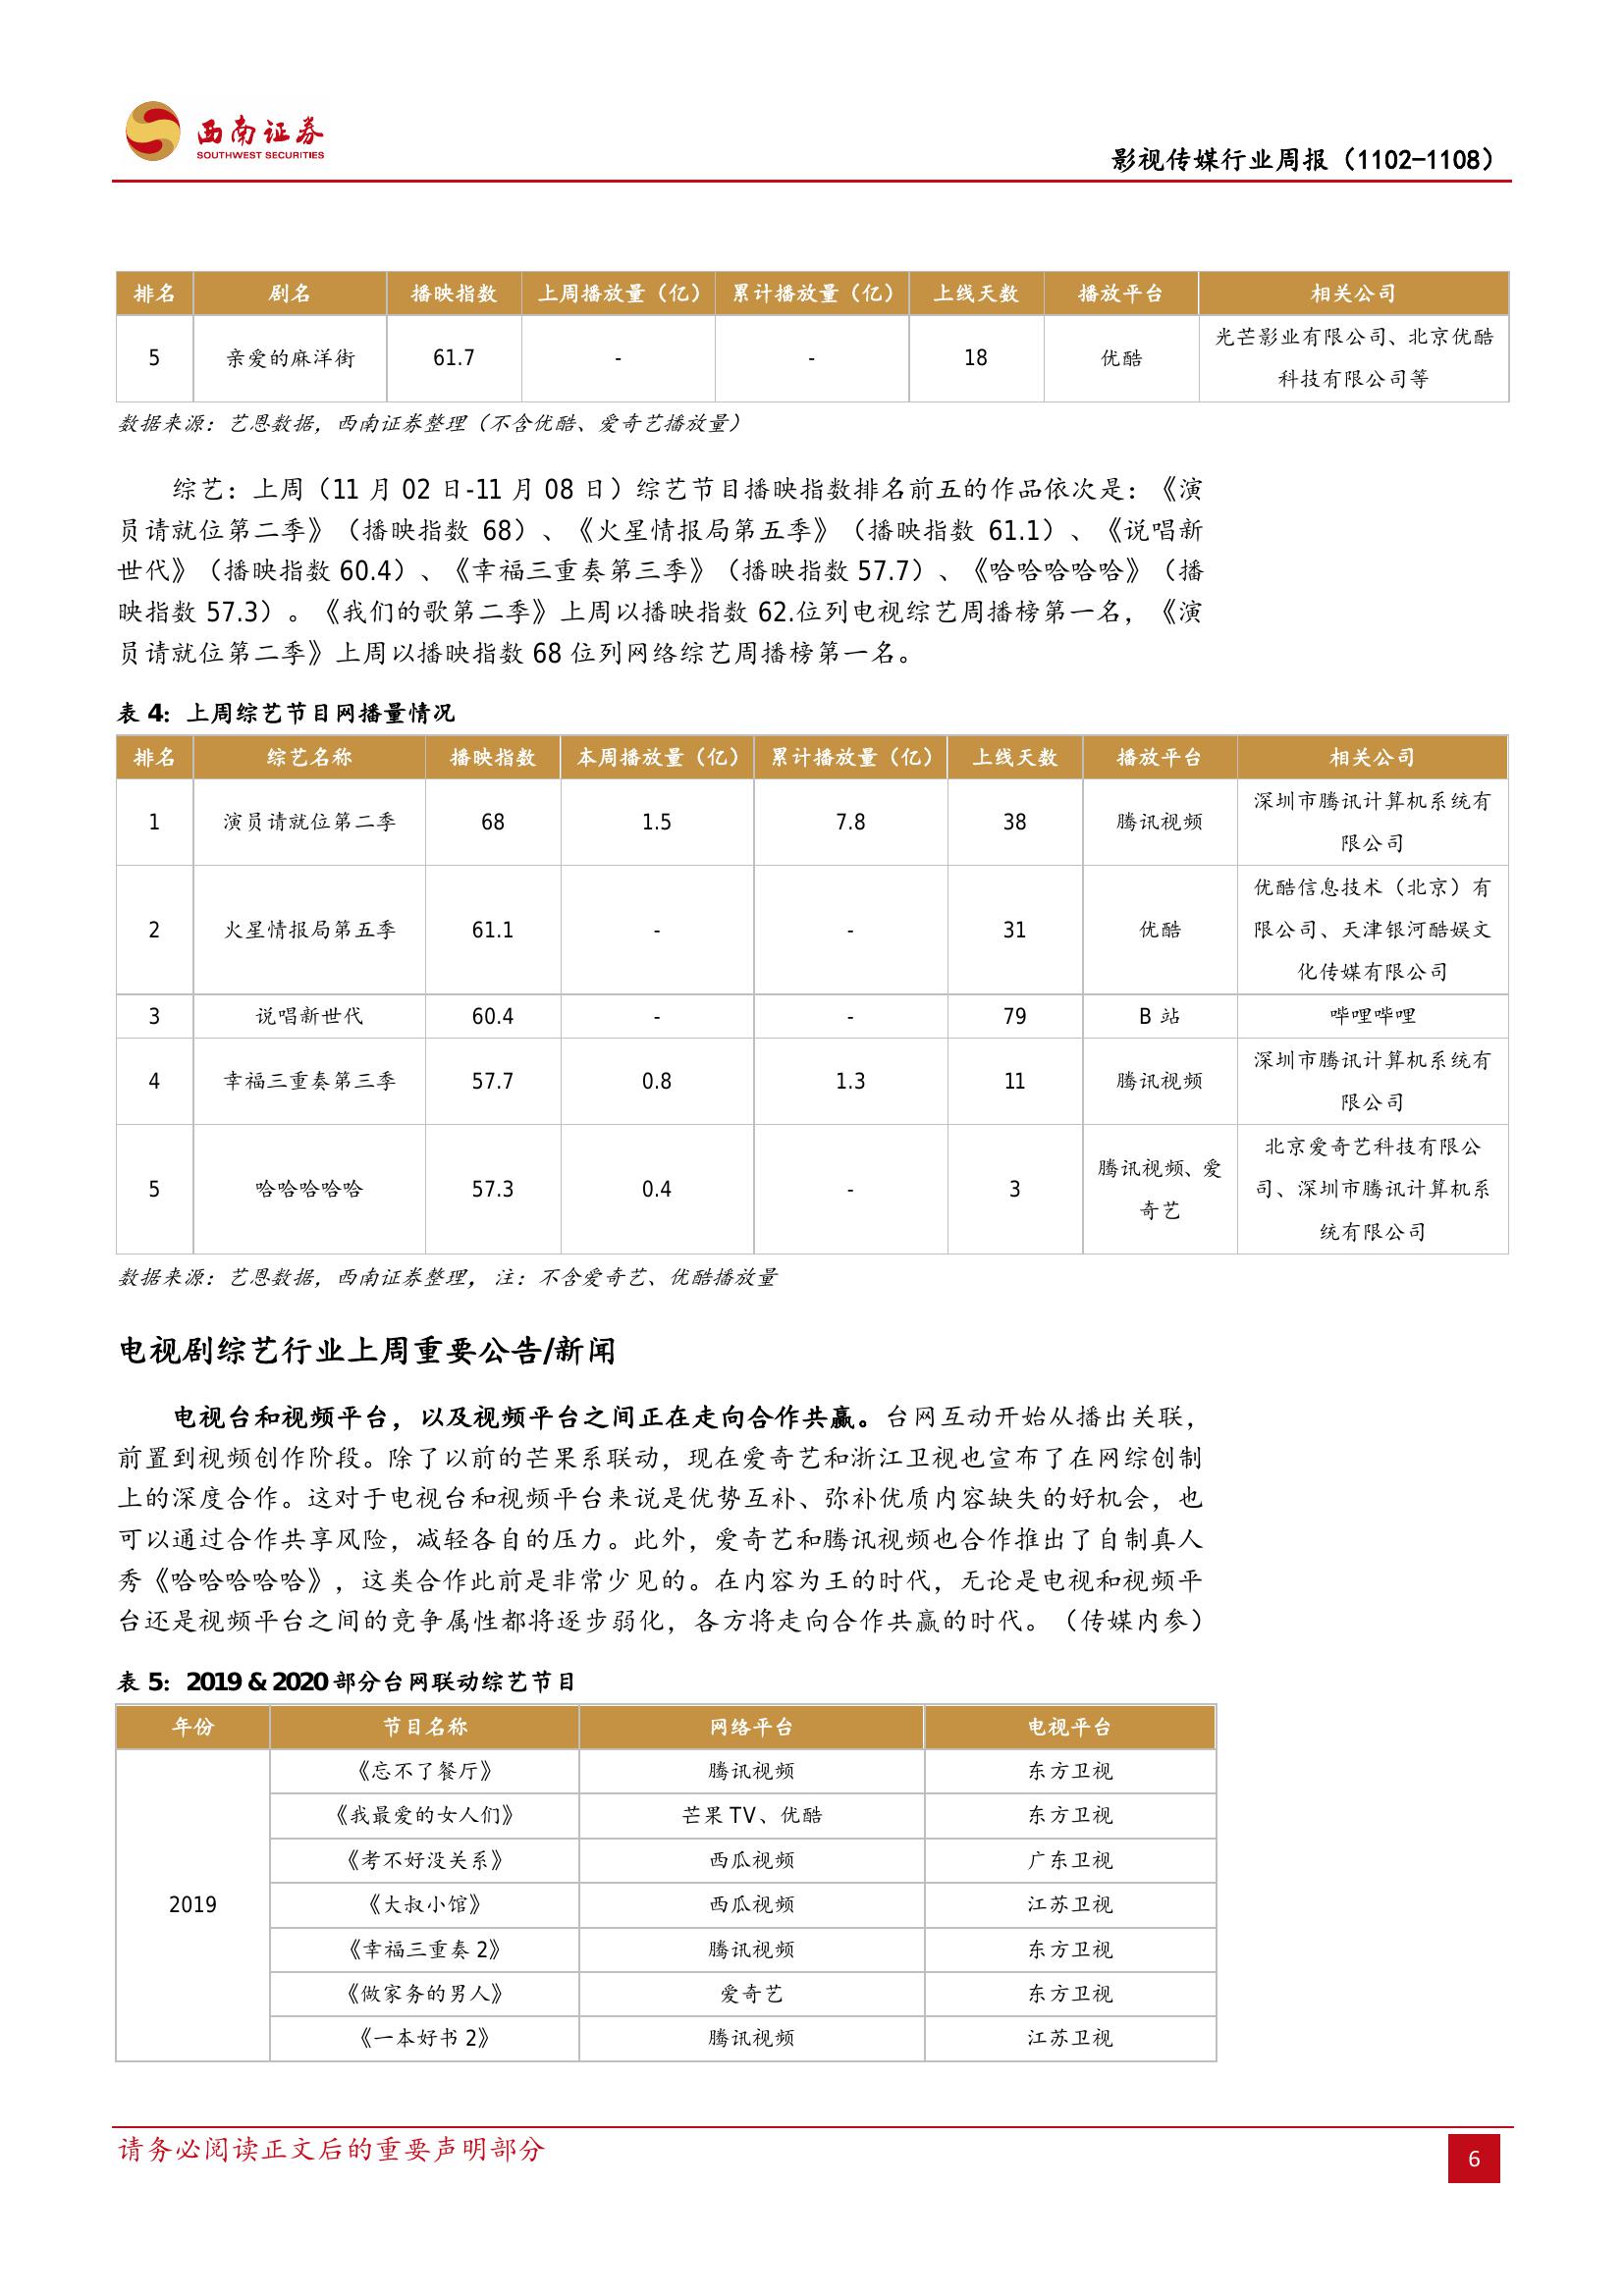 西南证券
SOUTHWEST SECURITIES
影视传媒行业周报（1102-1108）
排名 剧名 播映指数 上周播放量（亿） 累计播放量（亿） 上线天数 播放平台 相关公司
5 亲爱的麻洋街 61.7 - - 18 优酷 光芒影业有限公司、北京优酷
科技有限公司等
数据来源：艺恩数据，西南证券整理（不含优酷、爱奇艺播放量）
综艺：上周（11 月 02 日-11 月 08 日）综艺节目播映指数排名前五的作品依次是：《演
员请就位第二季》（播映指数 68）、《火星情报局第五季》（播映指数 61.1）、《说唱新
世代》（播映指数 60.4）、《幸福三重奏第三季》（播映指数 57.7）、《哈哈哈哈哈》（播
映指数 57.3）。《我们的歌第二季》上周以播映指数 62.位列电视综艺周播榜第一名，《演
员请就位第二季》上周以播映指数 68 位列网络综艺周播榜第一名。
表 4：上周综艺节目网播量情况
排名 综艺名称 播映指数 本周播放量（亿） 累计播放量（亿） 上线天数 播放平台 相关公司
1 演员请就位第二季 68 1.5 7.8 38 腾讯视频 深圳市腾讯计算机系统有
限公司
2 火星情报局第五季 61.1 - - 31 优酷 优酷信息技术（北京）有
限公司、天津银河酷娱文
化传媒有限公司
3 说唱新世代 60.4 - - 79 B 站 哔哩哔哩
4 幸福三重奏第三季 57.7 0.8 1.3 11 腾讯视频 深圳市腾讯计算机系统有
限公司
5 哈哈哈哈哈 57.3 0.4 - 3 腾讯视频、爱
奇艺 北京爱奇艺科技有限公
司、深圳市腾讯计算机系
统有限公司
数据来源：艺恩数据，西南证券整理，注：不含爱奇艺、优酷播放量
电视剧综艺行业上周重要公告/新闻
电视台和视频平台，以及视频平台之间正在走向合作共赢。台网互动开始从播出关联，
前置到视频创作阶段。除了以前的芒果系联动，现在爱奇艺和浙江卫视也宣布了在网综创制
上的深度合作。这对于电视台和视频平台来说是优势互补、弥补优质内容缺失的好机会，也
可以通过合作共享风险，减轻各自的压力。此外，爱奇艺和腾讯视频也合作推出了自制真人
秀《哈哈哈哈哈》，这类合作此前是非常少见的。在内容为王的时代，无论是电视和视频平
台还是视频平台之间的竞争属性都将逐步弱化，各方将走向合作共赢的时代。（传媒内参）
表 5：2019 & 2020 部分台网联动综艺节目
年份 节目名称 网络平台 电视平台
2019 《忘不了餐厅》 腾讯视频 东方卫视
《我最爱的女人们》 芒果 TV、优酷 东方卫视
《考不好没关系》 西瓜视频 广东卫视
《大叔小馆》 西瓜视频 江苏卫视
《幸福三重奏 2》 腾讯视频 东方卫视
《做家务的男人》 爱奇艺 东方卫视
《一本好书 2》 腾讯视频 江苏卫视
请务必阅读正文后的重要声明部分
6